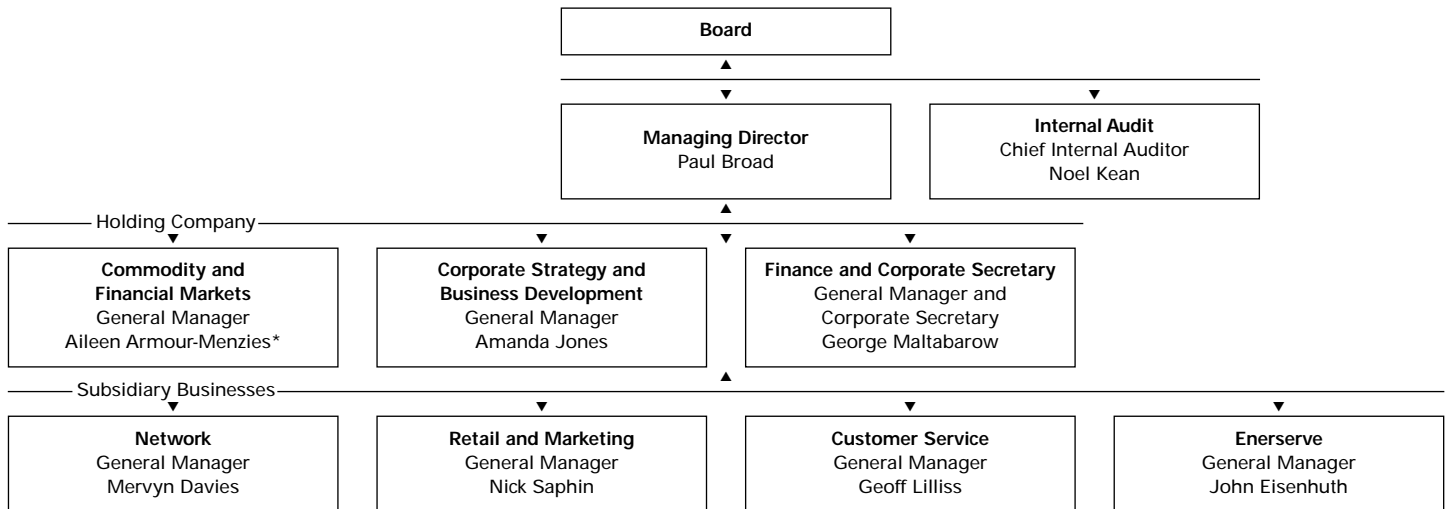 Board
Managing Director
Paul Broad
Internal Audit
Chief Internal Auditor
Noel Kean
Holding Company
Commodity and
Financial Markets
General Manager
Aileen Armour-Menzies*
Corporate Strategy and
Business Development
General Manager
Amanda Jones
Finance and Corporate Secretary
General Manager and
Corporate Secretary
George Maltabarow
Subsidiary Businesses
Network
General Manager
Mervyn Davies
Retail and Marketing
General Manager
Nick Saphin
Customer Service
General Manager
Geoff Lilliss
Enerserve
General Manager
John Eisenhuth